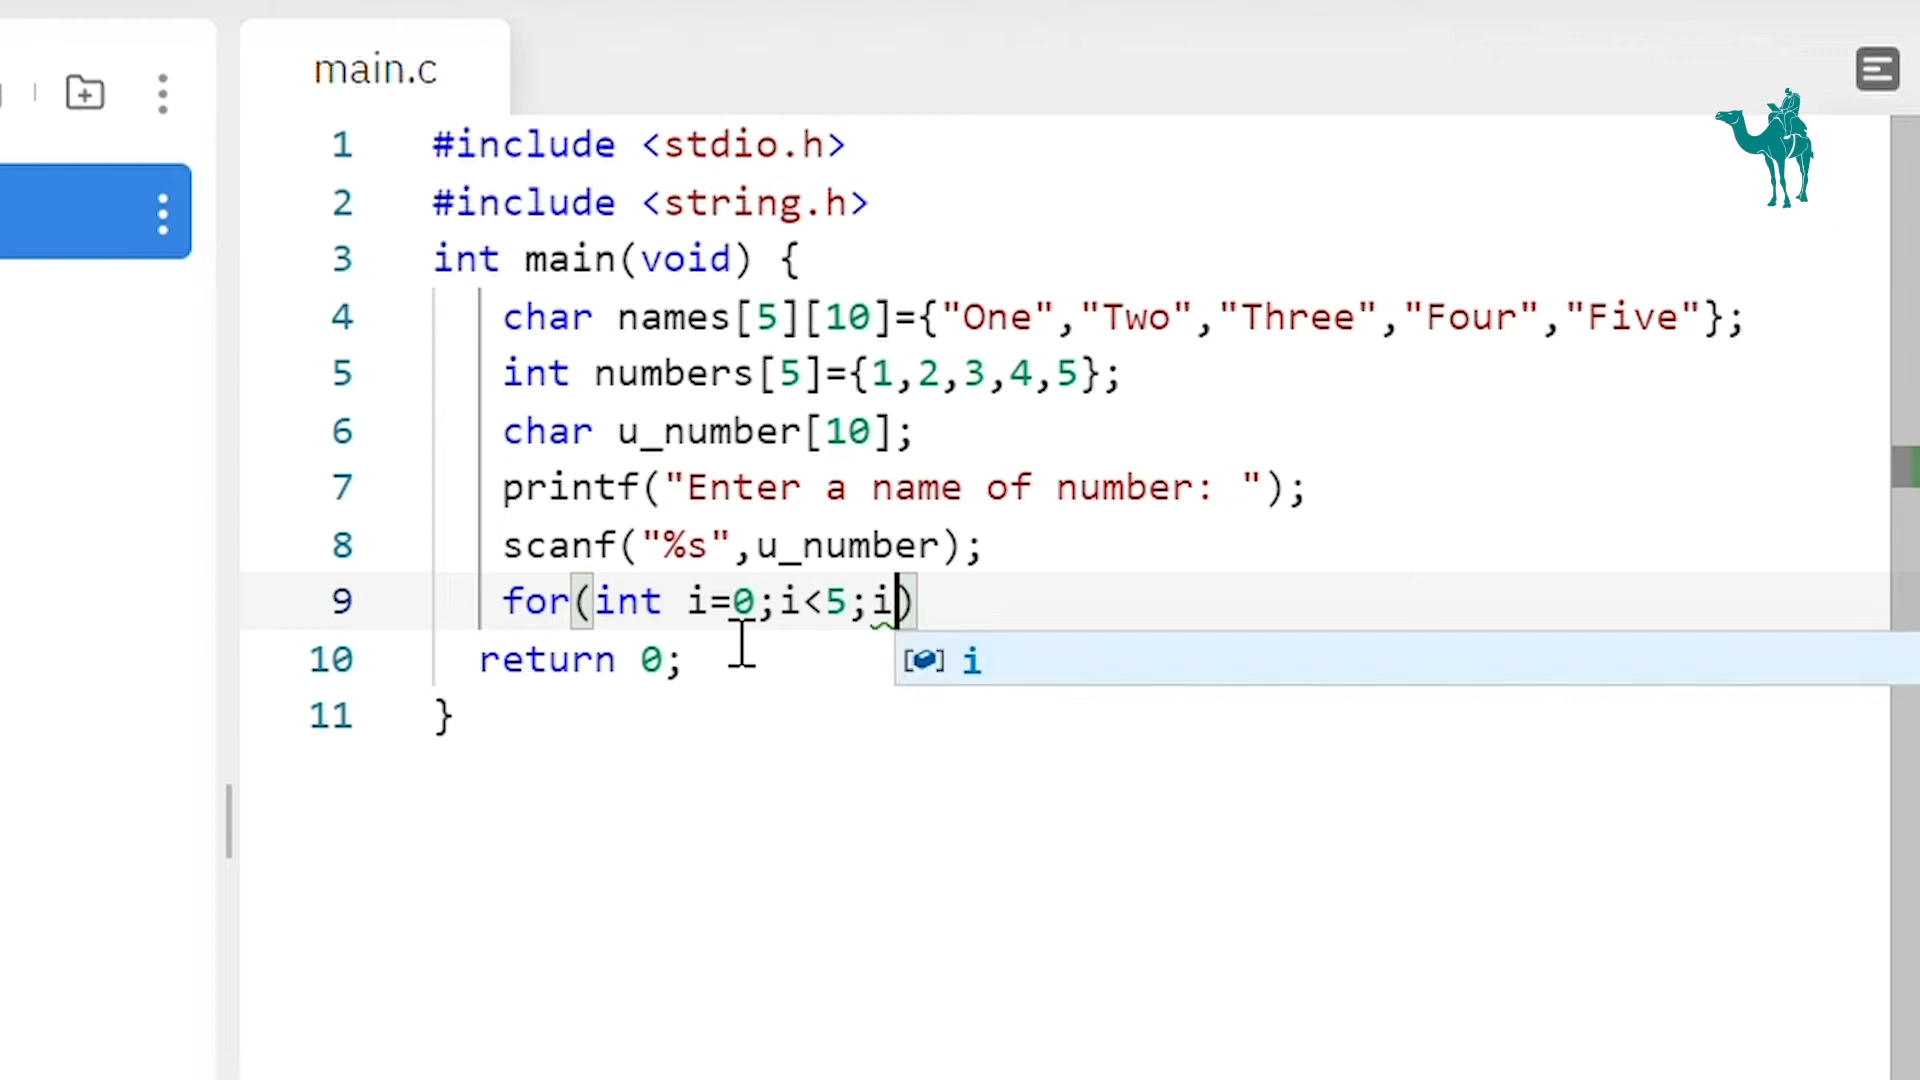 main.c
1 #include <stdio.h>
2 #include <string.h>
3 int main(void) {
4 char names[5][10]={"One","Two","Three","Four","Five"};
5 int numbers[5]={1,2,3,4,5};
6 char u_number[10];
7 printf("Enter a name of number: ");
8 scanf("%s",u_number);
9 for(int i=0;i<5;i)
i
10 return 0;
11 }